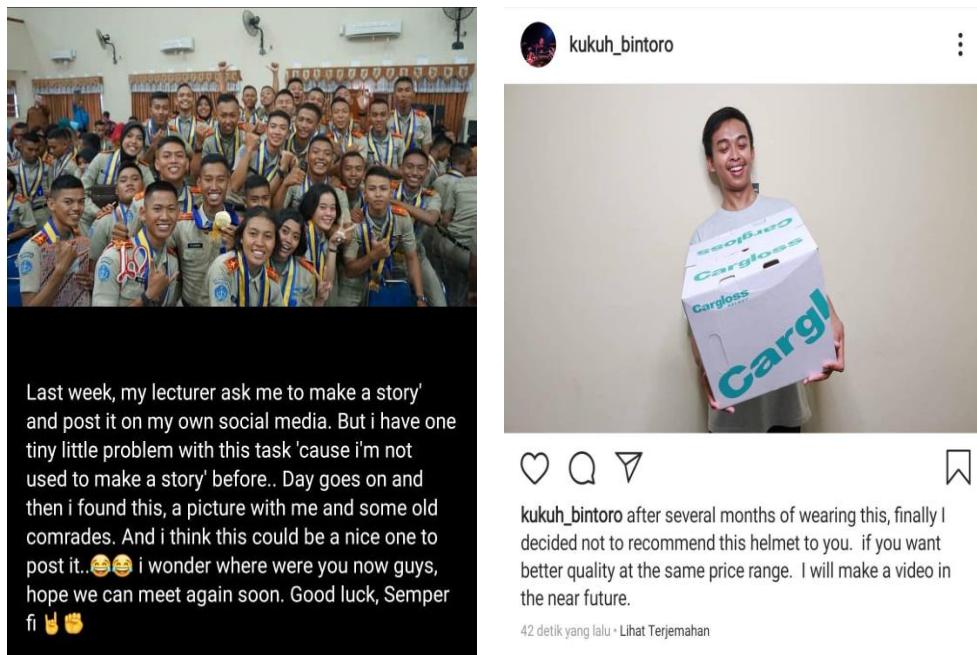 Last week, my lecturer ask me to make a story'
and post it on my own social media. But i have one
tiny little problem with this task 'cause i'm not
used to make a story' before.. Day goes on and
then i found this, a picture with me and some old
comrades. And i think this could be a nice one to
post it..😂😂 i wonder where were you now guys,
hope we can meet again soon. Good luck, Semper
fi 🤘✊
kukuh_bintoro
Cargloss
Cargloss
Cargloss
Cargl
kukuh_bintoro after several months of wearing this, finally I
decided not to recommend this helmet to you. if you want
better quality at the same price range. I will make a video in
the near future.
42 detik yang lalu • Lihat Terjemahan